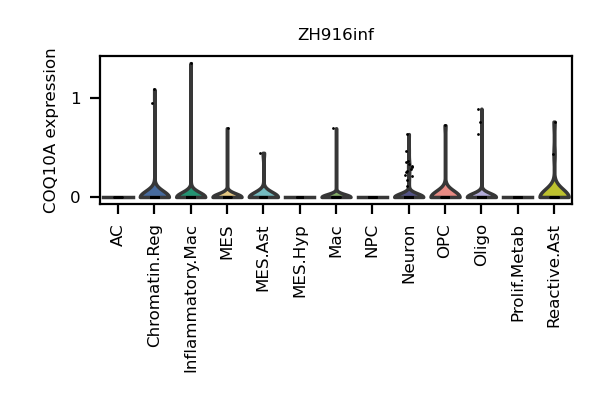 ZH916inf
COQ10A expression
1
0
AC
Chromatin.Reg
Inflammatory.Mac
MES
MES.Ast
MES.Hyp
Mac
NPC
Neuron
OPC
Oligo
Prolif.Metab
Reactive.Ast